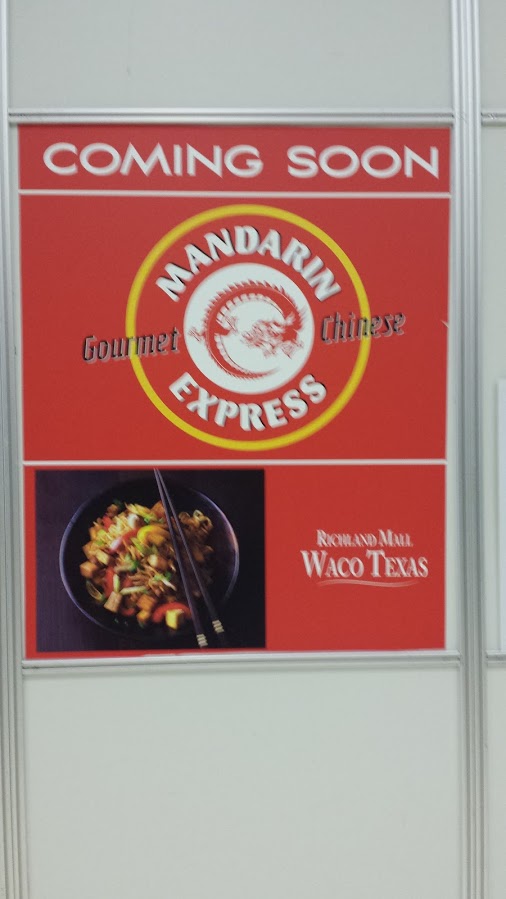 COMING SOON
MANDARIN
Gourmet Chinese
EXPRESS
RICHLAND MALL
WACO TEXAS